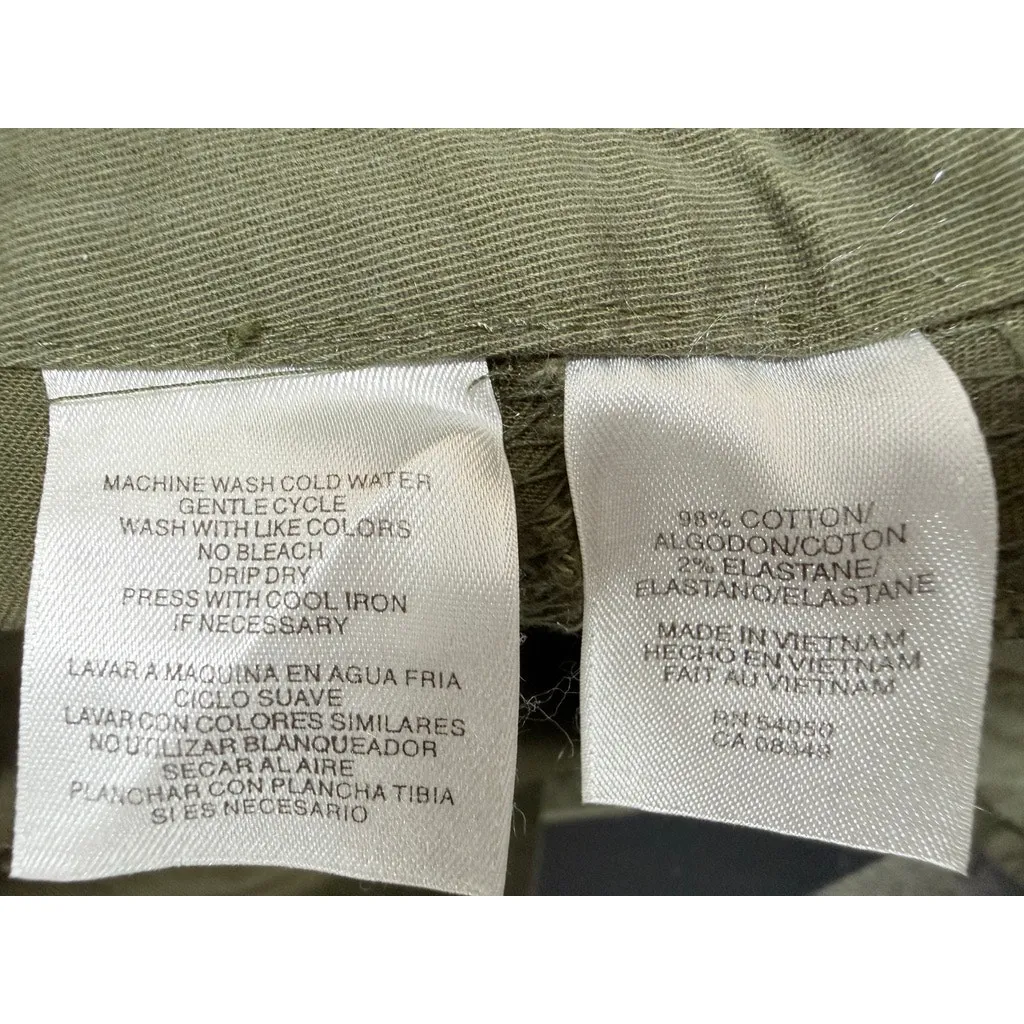 MACHINE WASH COLD WATER
GENTLE CYCLE
WASH WITH LIKE COLORS
NO BLEACH
DRIP DRY
PRESS WITH COOL IRON
IF NECESSARY
LAVAR A MAQUINA EN AGUA FRIA
CICLO SUAVE
LAVAR CON COLORES SIMILARES
NO UTILIZAR BLANQUEADOR
SECAR AL AIRE
PLANCHAR CON PLANCHA TIBIA
SI ES NECESARIO
98% COTTON/
ALGODON/COTON
2% ELASTANE/
ELASTANO/ELASTANE
MADE IN VIETNAM
HECHO EN VIETNAM
FAIT AU VIETNAM
RN 54050
CA 08348